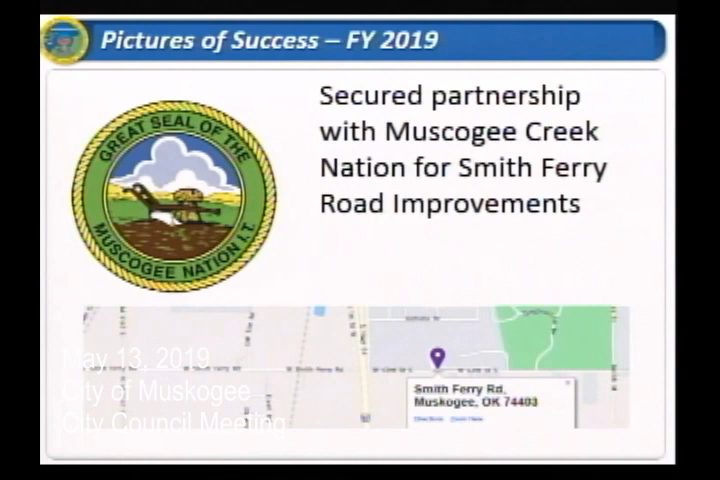 Pictures of Success – FY 2019
Secured partnership
with Muscogee Creek
Nation for Smith Ferry
Road Improvements
GREAT SEAL OF THE
MUSCOGEE NATION I.T.
Smith Ferry Rd,
Muskogee, OK 74403
May 13, 2019
City of Muskogee
City Council Meeting